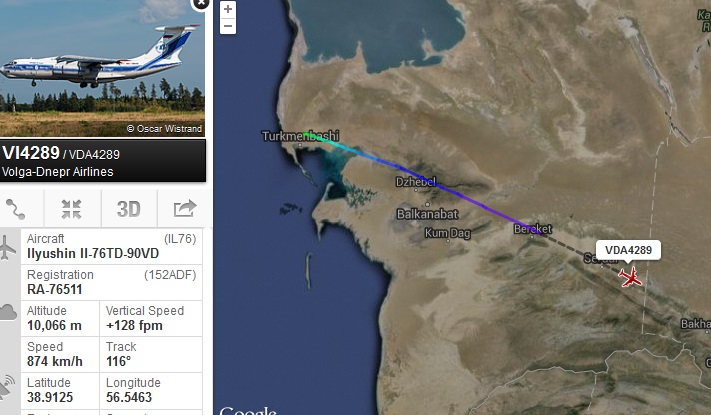 © Oscar Wistrand
VI4289 / VDA4289
Volga-Dnepr Airlines
3D
Aircraft (IL76)
Ilyushin Il-76TD-90VD
Registration (152ADF)
RA-76511
Altitude Vertical Speed
10,066 m +128 fpm
Speed Track
874 km/h 116°
Latitude Longitude
38.9125 56.5463
+
−
Turkmenbashi
Dzhebel
Balkanabat
Kum Dag
Bereket
VDA4289
Google